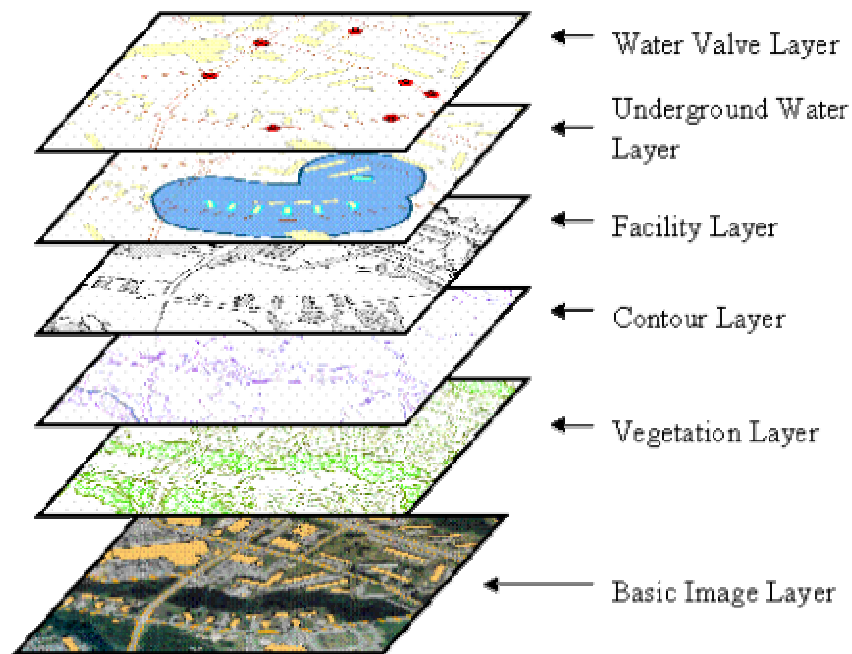 Water Valve Layer
Underground Water
Layer
Facility Layer
Contour Layer
Vegetation Layer
Basic Image Layer